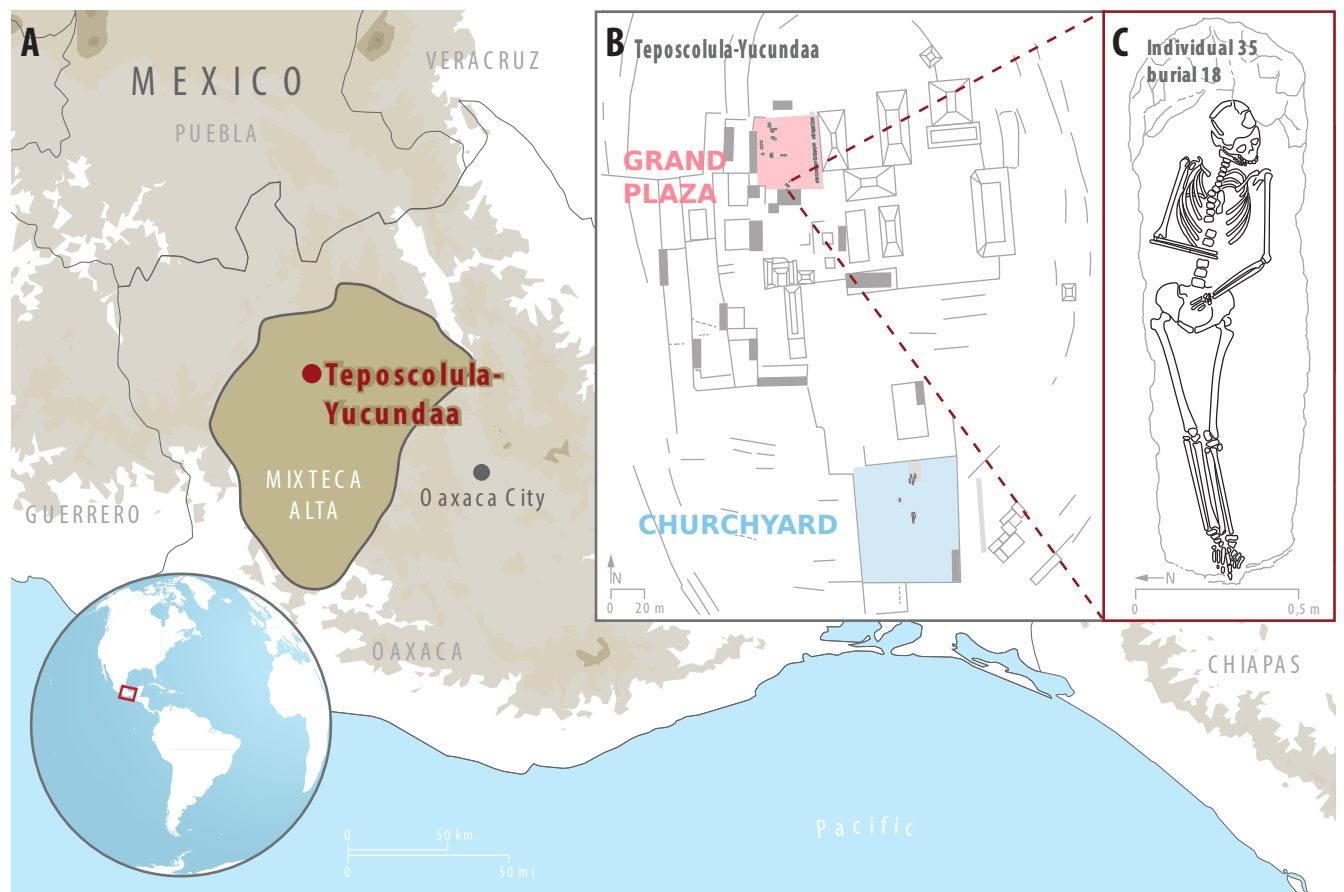 A
MEXICO
PUEBLA
VERACRUZ
Teposcolula-
Yucundaa
MIXTECA
ALTA
Oaxaca City
GUERRERO
OAXACA
CHIAPAS
Pacific
0 50 km
0 50 mi
B Teposcolula-Yucundaa
GRAND
PLAZA
CHURCHYARD
N
0 20 m
C Individual 35
burial 18
N
0 0,5 m